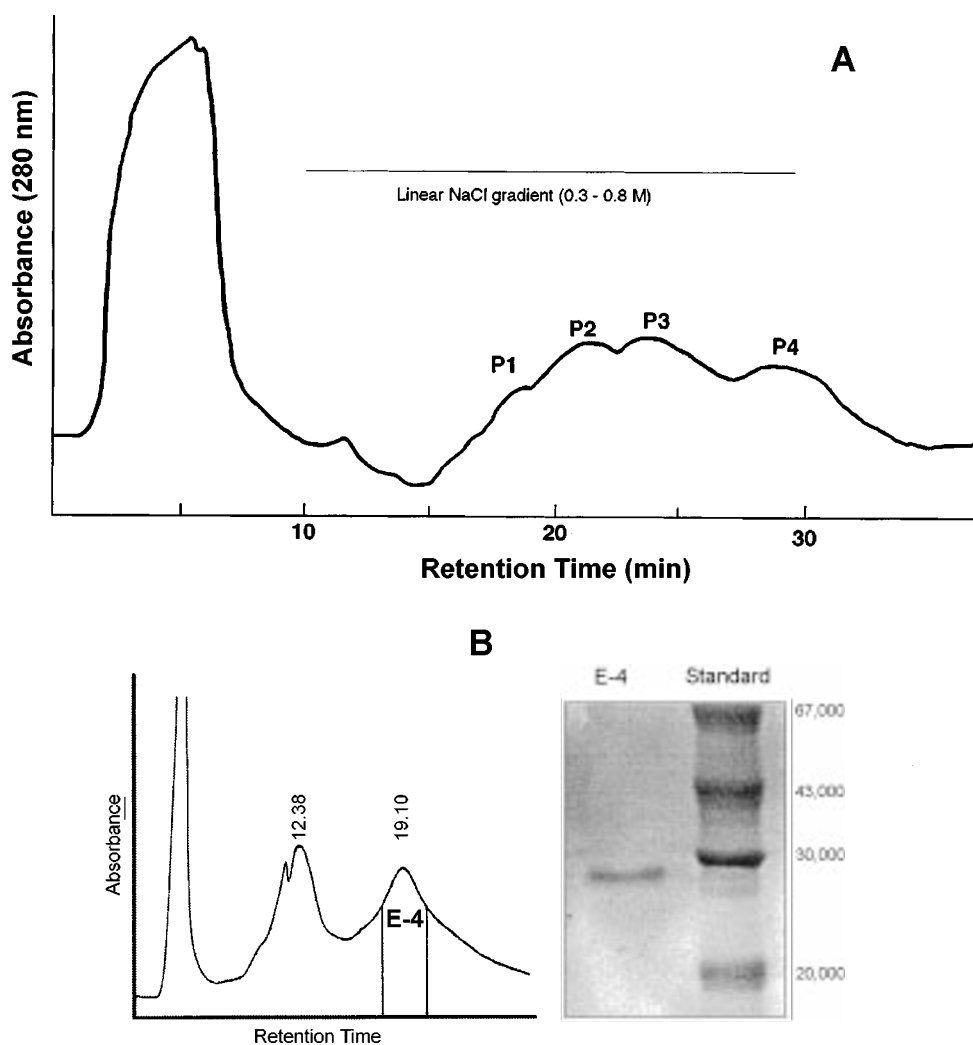 A
Absorbance (280 nm)
Linear NaCl gradient (0.3 - 0.8 M)
P1
P2
P3
P4
10
20
30
Retention Time (min)
B
Absorbance
12.38
19.10
E-4
Retention Time
E-4 Standard
67,000
43,000
30,000
20,000